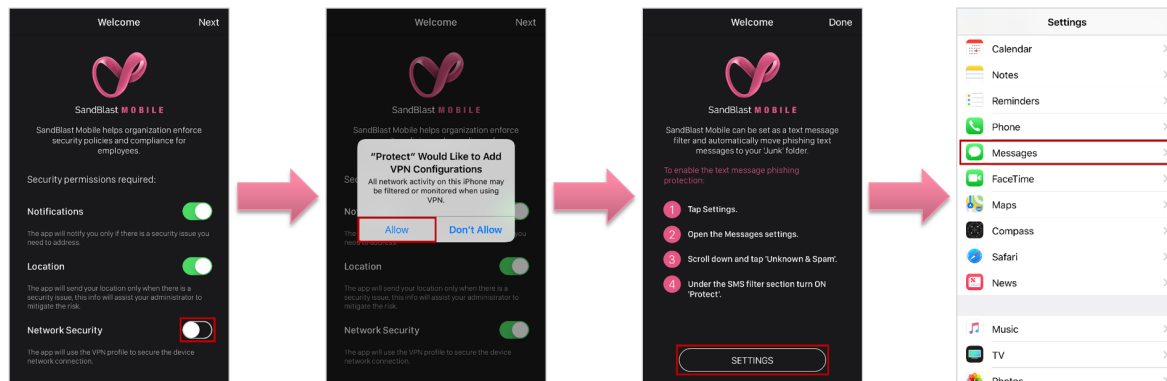 Welcome
Next
SandBlast MOBILE
SandBlast Mobile helps organization enforce
security policies and compliance for
employees.
Security permissions required:
Notifications
The app will notify you only if there is a security issue you
need to address.
Location
The app will send your location only when there is a
security issue, this info will assist your administrator to
mitigate the risk.
Network Security
The app will use the VPN profile to secure the device
network connection.
Welcome
Next
SandBlast MOBILE
SandBlast Mobile helps organization enforce
"Protect" Would Like to Add
VPN Configurations
All network activity on this iPhone may
be filtered or monitored when using
VPN.
Allow
Don't Allow
Location
The app will send your location only when there is a
security issue, this info will assist your administrator to
mitigate the risk.
Network Security
The app will use the VPN profile to secure the device
network connection.
Welcome
Done
SandBlast MOBILE
SandBlast Mobile can be set as a text message
filter and automatically move phishing text
messages to your 'Junk' folder.
To enable the text message phishing
protection:
1 Tap Settings.
2 Open the Messages settings.
3 Scroll down and tap 'Unknown & Spam'.
4 Under the SMS filter section turn ON
'Protect'.
SETTINGS
Settings
Calendar
Notes
Reminders
Phone
Messages
FaceTime
Maps
Compass
Safari
News
Music
TV
Photos